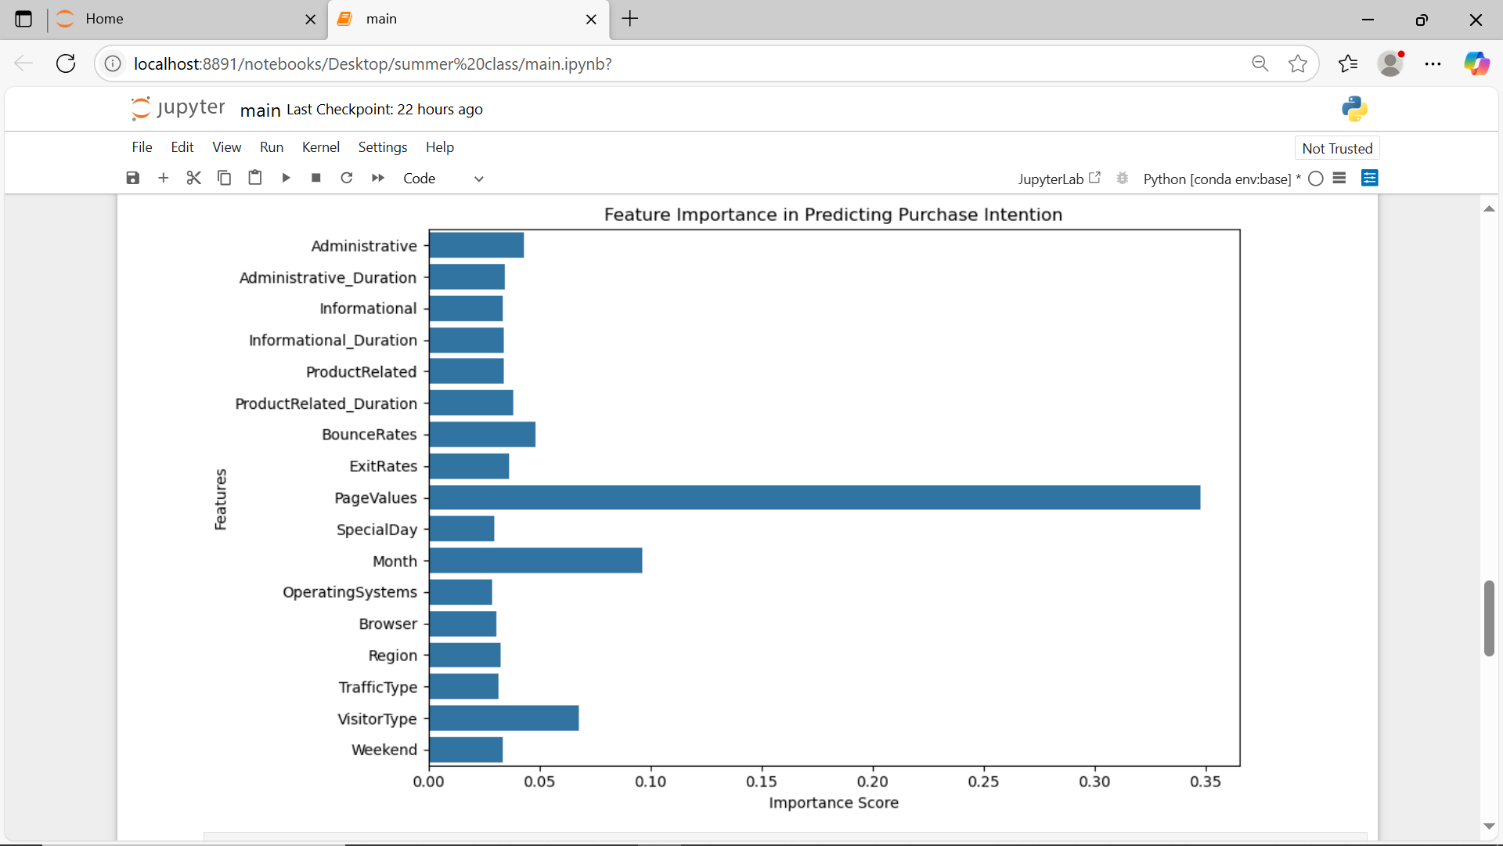 Home
main
localhost:8891/notebooks/Desktop/summer%20class/main.ipynb?
jupyter main Last Checkpoint: 22 hours ago
File Edit View Run Kernel Settings Help
Not Trusted
Code
JupyterLab
Python [conda env:base] *
Feature Importance in Predicting Purchase Intention
Administrative
Administrative_Duration
Informational
Informational_Duration
ProductRelated
ProductRelated_Duration
BounceRates
ExitRates
PageValues
SpecialDay
Month
OperatingSystems
Browser
Region
TrafficType
VisitorType
Weekend
Features
0.00 0.05 0.10 0.15 0.20 0.25 0.30 0.35
Importance Score